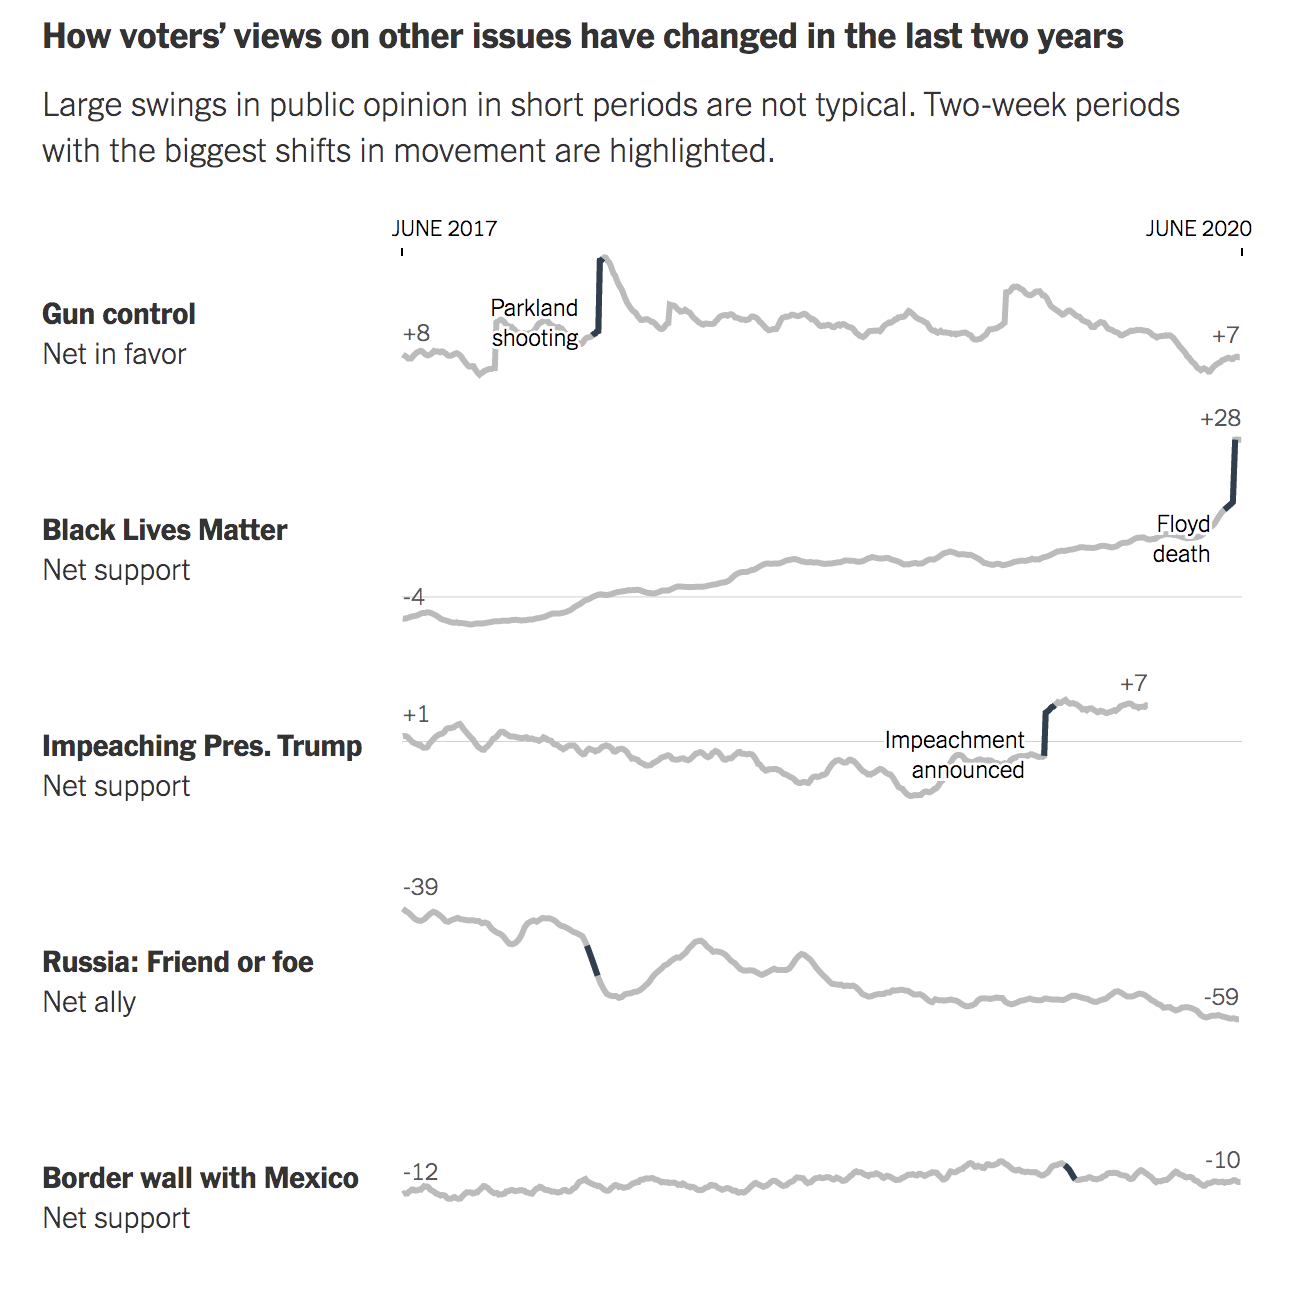 How voters’ views on other issues have changed in the last two years
Large swings in public opinion in short periods are not typical. Two-week periods
with the biggest shifts in movement are highlighted.
JUNE 2017
JUNE 2020
Gun control
Net in favor
+8
Parkland
shooting
+7
Black Lives Matter
Net support
-4
Floyd
death
+28
Impeaching Pres. Trump
Net support
+1
Impeachment
announced
+7
Russia: Friend or foe
Net ally
-39
-59
Border wall with Mexico
Net support
-12
-10